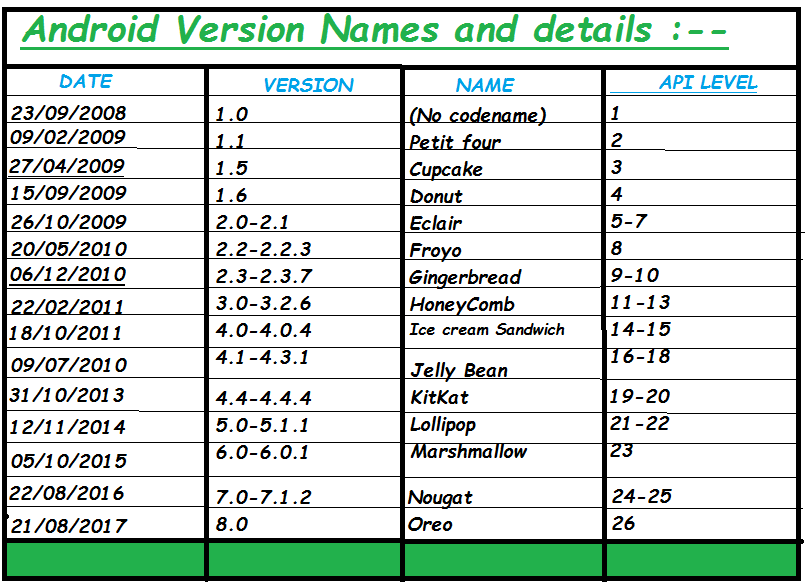 Android Version Names and details :--
DATE VERSION NAME API LEVEL
23/09/2008 1.0 (No codename) 1
09/02/2009 1.1 Petit four 2
27/04/2009 1.5 Cupcake 3
15/09/2009 1.6 Donut 4
26/10/2009 2.0-2.1 Eclair 5-7
20/05/2010 2.2-2.2.3 Froyo 8
06/12/2010 2.3-2.3.7 Gingerbread 9-10
22/02/2011 3.0-3.2.6 HoneyComb 11-13
18/10/2011 4.0-4.0.4 Ice cream Sandwich 14-15
09/07/2010 4.1-4.3.1 Jelly Bean 16-18
31/10/2013 4.4-4.4.4 KitKat 19-20
12/11/2014 5.0-5.1.1 Lollipop 21-22
05/10/2015 6.0-6.0.1 Marshmallow 23
22/08/2016 7.0-7.1.2 Nougat 24-25
21/08/2017 8.0 Oreo 26